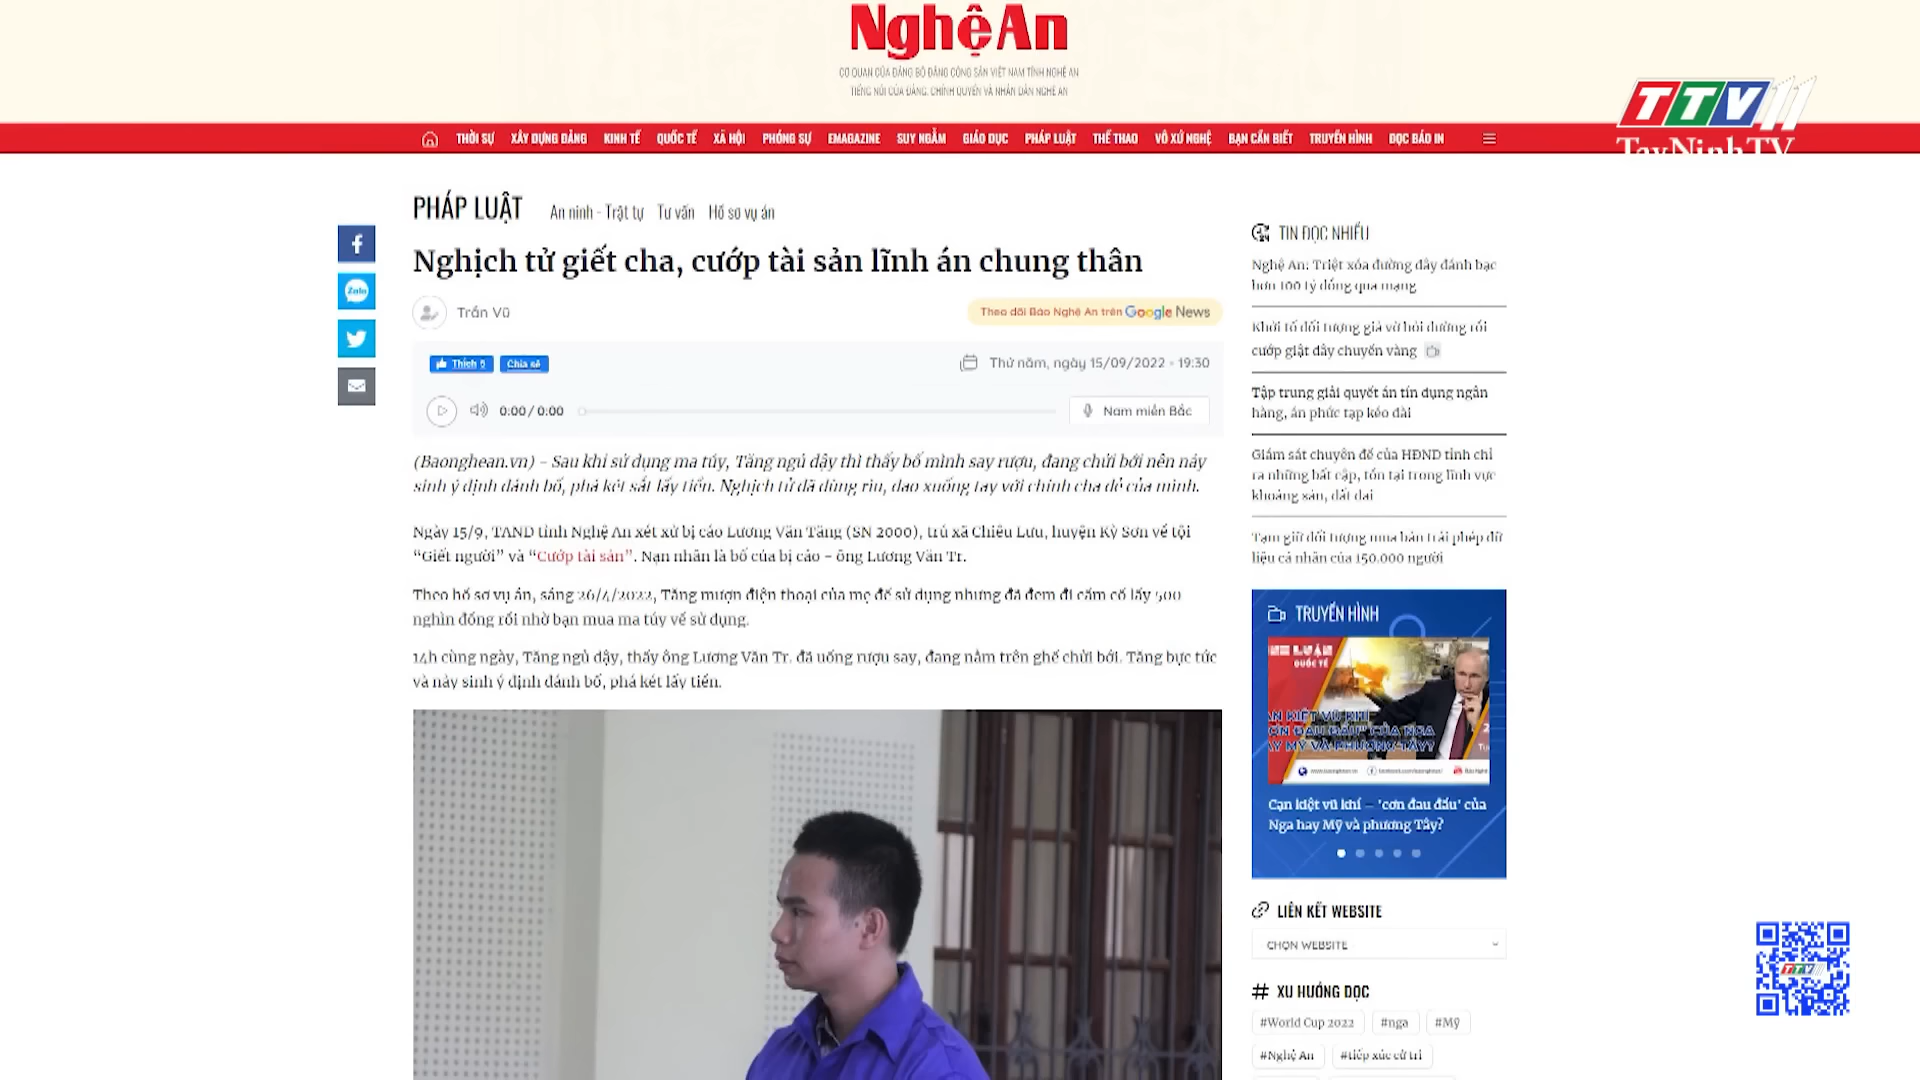 Nghệ An
CƠ QUAN CỦA ĐẢNG BỘ ĐẢNG CỘNG SẢN VIỆT NAM TỈNH NGHỆ AN
TIẾNG NÓI CỦA ĐẢNG, CHÍNH QUYỀN VÀ NHÂN DÂN NGHỆ AN
TTV11
TayNinhTV
THỜI SỰ XÂY DỰNG ĐẢNG KINH TẾ QUỐC TẾ XÃ HỘI PHÓNG SỰ EMAGAZINE SUY NGẪM GIÁO DỤC PHÁP LUẬT THỂ THAO VỀ XỨ NGHỆ BẠN CẦN BIẾT TRUYỀN HÌNH ĐỌC BÁO IN
PHÁP LUẬT An ninh - Trật tự Tư vấn Hồ sơ vụ án
Nghịch tử giết cha, cướp tài sản lĩnh án chung thân
Trần Vũ
Theo dõi Báo Nghệ An trên Google News
Thích 5 Chia sẻ
Thứ năm, ngày 15/09/2022 - 19:30
0:00 / 0:00
Nam miền Bắc
(Baonghean.vn) - Sau khi sử dụng ma túy, Tăng ngủ dậy thì thấy bố mình say rượu, đang chửi bới nên nảy
sinh ý định đánh bố, phá két sắt lấy tiền. Nghịch tử đã dùng rìu, dao xuống tay với chính cha đẻ của mình.
Ngày 15/9, TAND tỉnh Nghệ An xét xử bị cáo Lương Văn Tăng (SN 2000), trú xã Chiêu Lưu, huyện Kỳ Sơn về tội
“Giết người” và “Cướp tài sản”. Nạn nhân là bố của bị cáo - ông Lương Văn Tr.
Theo hồ sơ vụ án, sáng 26/4/2022, Tăng mượn điện thoại của mẹ để sử dụng nhưng đã đem đi cầm cố lấy 500
nghìn đồng rồi nhờ bạn mua ma túy về sử dụng.
14h cùng ngày, Tăng ngủ dậy, thấy ông Lương Văn Tr. đã uống rượu say, đang nằm trên ghế chửi bới. Tăng bực tức
và nảy sinh ý định đánh bố, phá két lấy tiền.
Zalo
TIN ĐỌC NHIỀU
Nghệ An: Triệt xóa đường dây đánh bạc
hơn 100 tỷ đồng qua mạng
Khởi tố đối tượng giả vờ hỏi đường rồi
cướp giật dây chuyền vàng
Tập trung giải quyết án tín dụng ngân
hàng, án phức tạp kéo dài
Giám sát chuyên đề của HĐND tỉnh chỉ
ra những bất cập, tồn tại trong lĩnh vực
khoáng sản, đất đai
Tạm giữ đối tượng mua bán trái phép dữ
liệu cá nhân của 150.000 người
TRUYỀN HÌNH
QUỐC TẾ
Cạn kiệt vũ khí – 'cơn đau đầu' của
Nga hay Mỹ và phương Tây?
LIÊN KẾT WEBSITE
CHỌN WEBSITE
# XU HƯỚNG ĐỌC
#World Cup 2022 #nga #Mỹ
#Nghệ An #tiếp xúc cử tri
TTV11